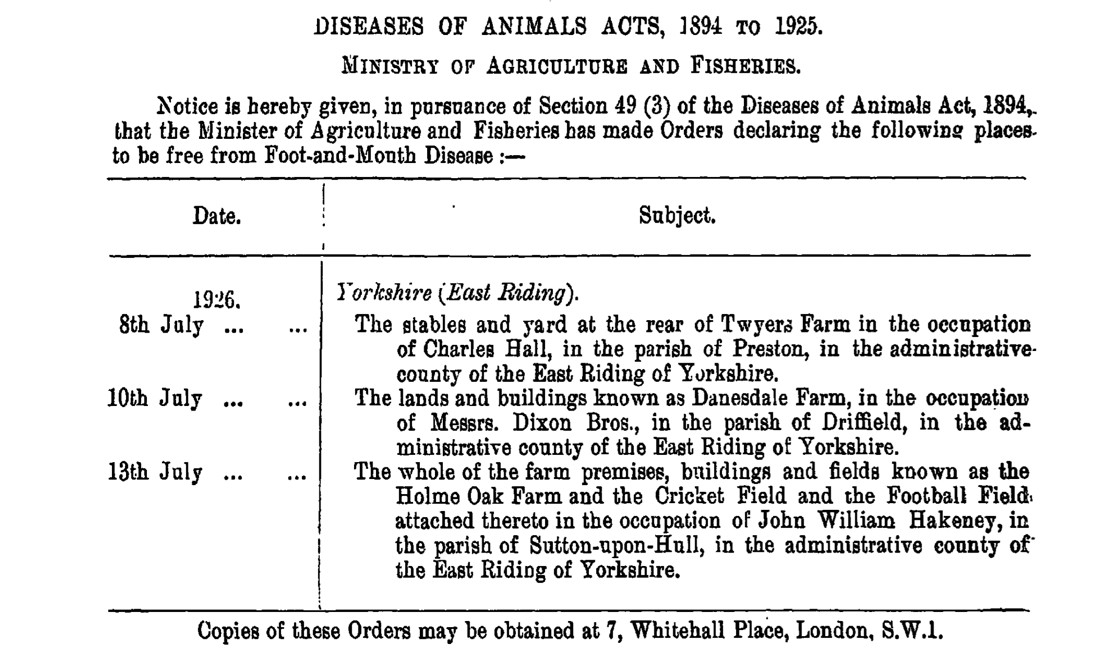 DISEASES OF ANIMALS ACTS, 1894 TO 1925.
MINISTRY OF AGRICULTURE AND FISHERIES.
Notice is hereby given, in pursuance of Section 49 (3) of the Diseases of Animals Act, 1894,
that the Minister of Agriculture and Fisheries has made Orders declaring the following places
to be free from Foot-and-Mouth Disease :—
Date. Subject.
1926. Yorkshire (East Riding).
8th July ... ... The stables and yard at the rear of Twyers Farm in the occupation
of Charles Hall, in the parish of Preston, in the administrative
county of the East Riding of Yorkshire.
10th July ... ... The lands and buildings known as Danesdale Farm, in the occupation
of Messrs. Dixon Bros., in the parish of Driffield, in the ad-
ministrative county of the East Riding of Yorkshire.
13th July ... ... The whole of the farm premises, buildings and fields known as the
Holme Oak Farm and the Cricket Field and the Football Field
attached thereto in the occupation of John William Hakeney, in
the parish of Sutton-upon-Hull, in the administrative county of
the East Riding of Yorkshire.
Copies of these Orders may be obtained at 7, Whitehall Place, London, S.W.1.